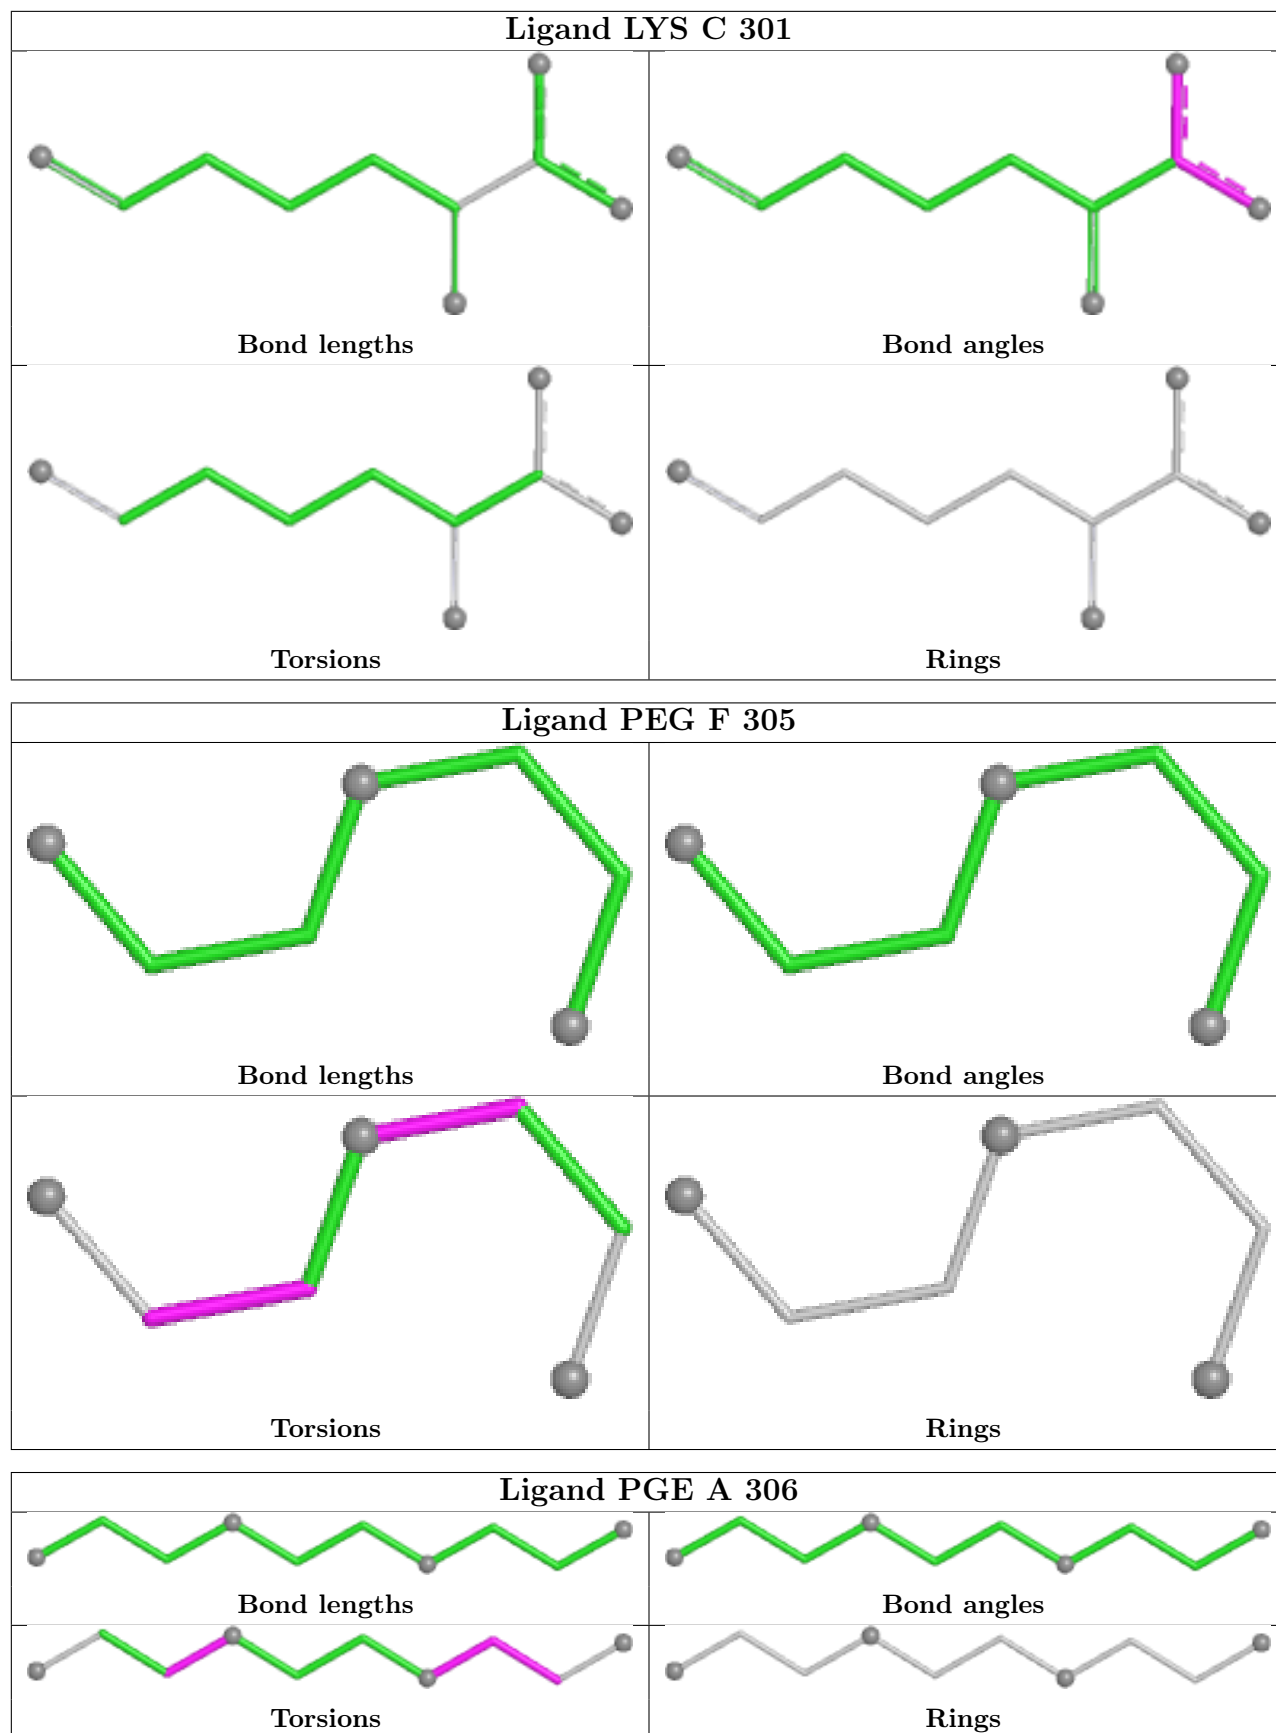 Ligand LYS C 301
Bond lengths
Bond angles
Torsions
Rings
Ligand PEG F 305
Bond lengths
Bond angles
Torsions
Rings
Ligand PGE A 306
Bond lengths
Bond angles
Torsions
Rings